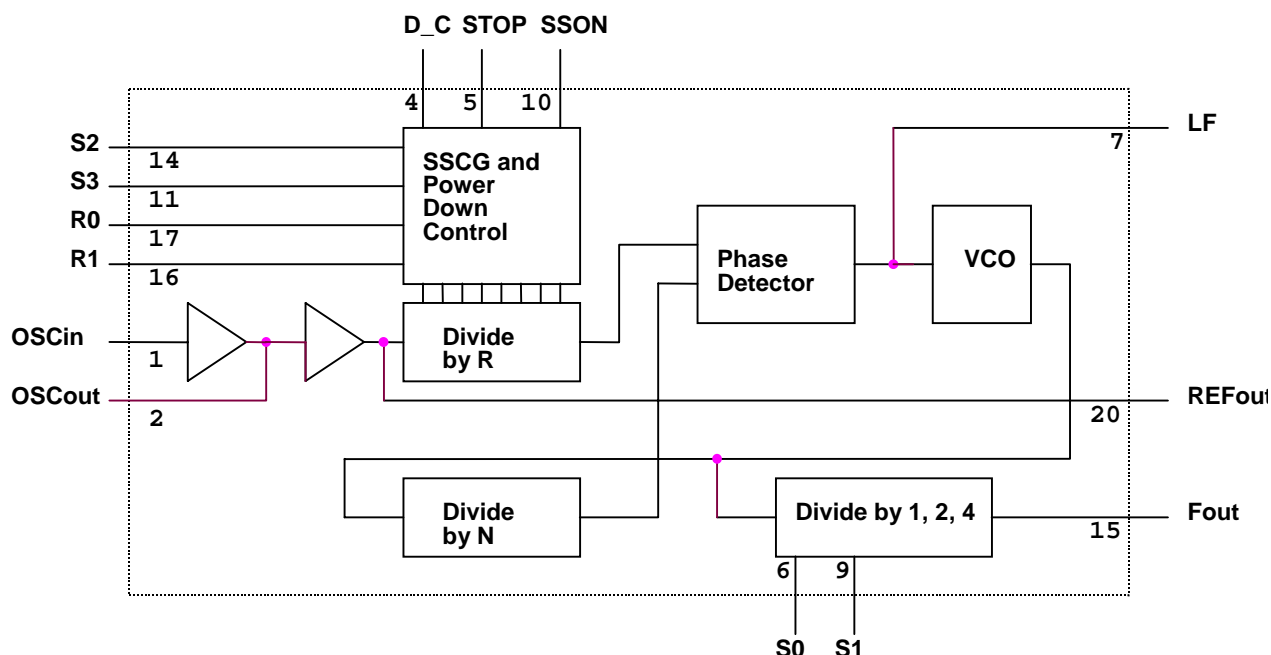 D_C STOP SSON
4 5 10
S2
14
S3
11
R0
17
R1
16
SSCG and
Power
Down
Control
LF
7
Phase
Detector
VCO
OSCin
1
OSCout
2
Divide
by R
REFout
20
Divide
by N
Divide by 1, 2, 4
Fout
15
6 9
S0 S1